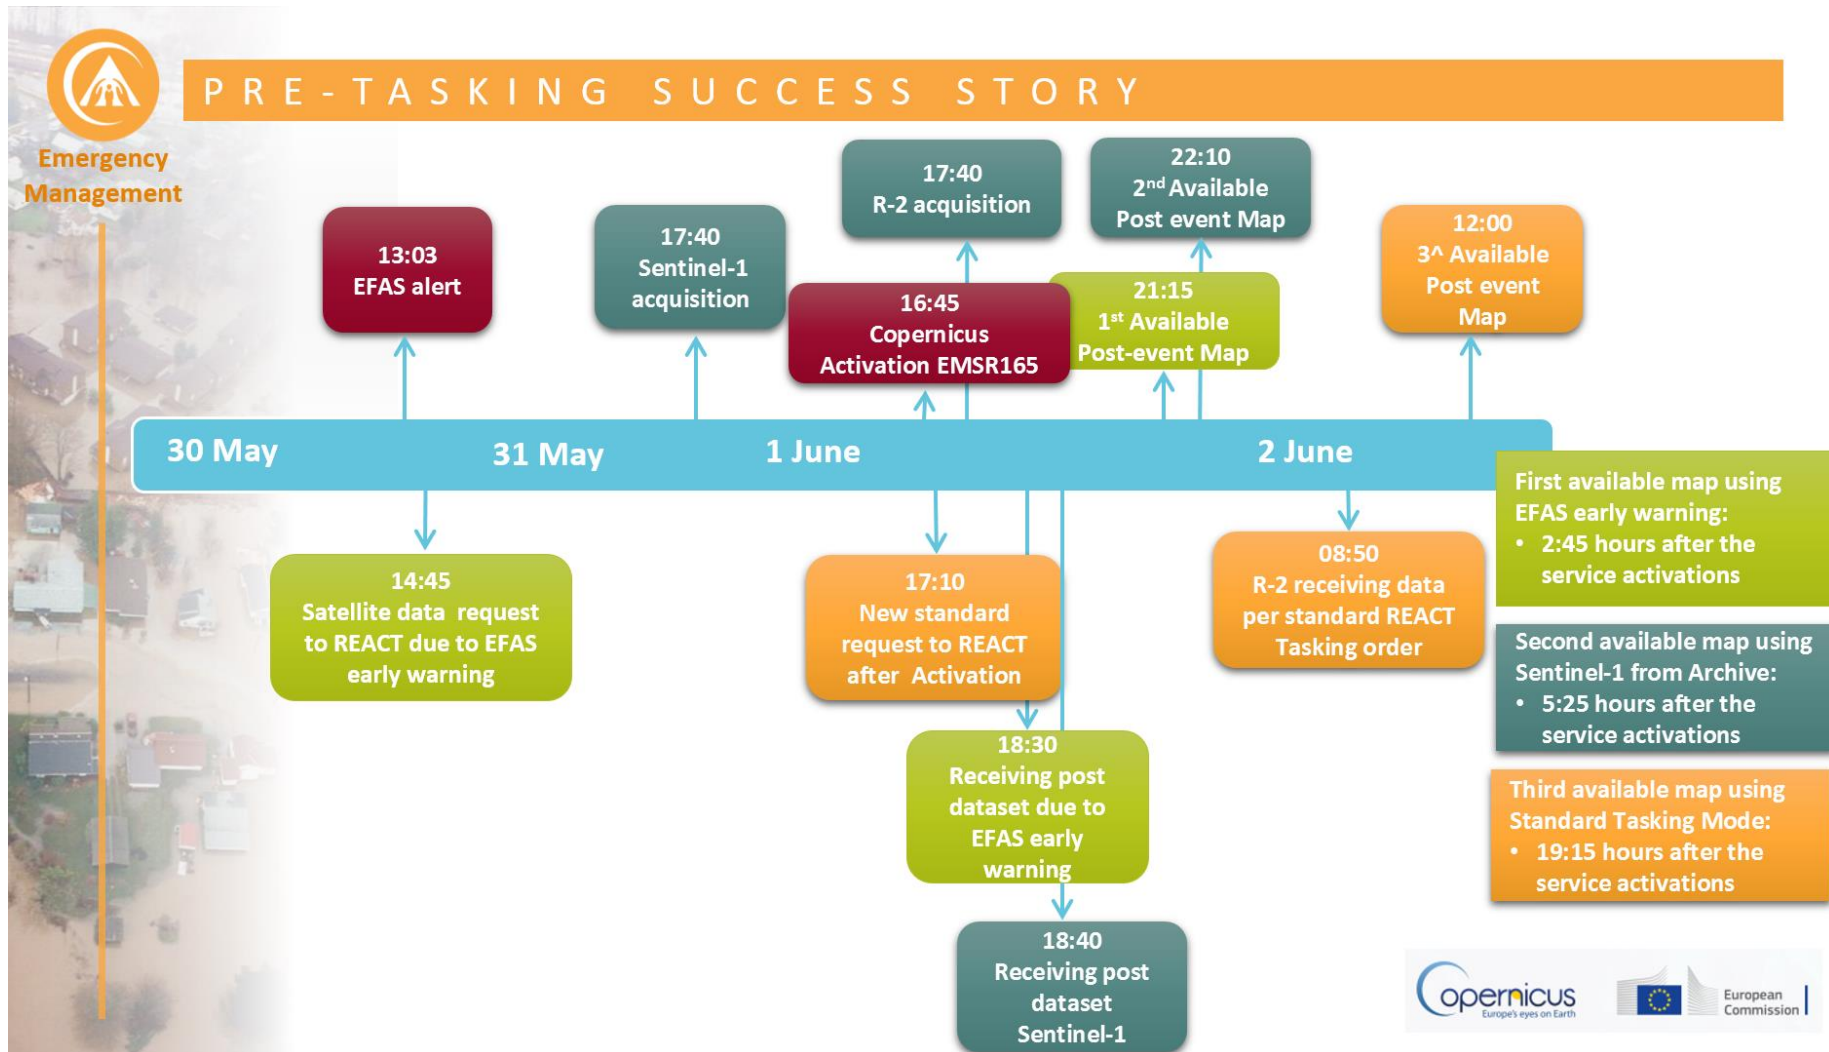 PRE-TASKING SUCCESS STORY
Emergency
Management
13:03
EFAS alert
17:40
Sentinel-1
acquisition
17:40
R-2 acquisition
16:45
Copernicus
Activation EMSR165
22:10
2nd Available
Post event Map
21:15
1st Available
Post-event Map
12:00
3^ Available
Post event
Map
30 May
31 May
1 June
2 June
14:45
Satellite data request
to REACT due to EFAS
early warning
17:10
New standard
request to REACT
after Activation
18:30
Receiving post
dataset due to
EFAS early
warning
18:40
Receiving post
dataset
Sentinel-1
08:50
R-2 receiving data
per standard REACT
Tasking order
First available map using
EFAS early warning:
• 2:45 hours after the
service activations
Second available map using
Sentinel-1 from Archive:
• 5:25 hours after the
service activations
Third available map using
Standard Tasking Mode:
• 19:15 hours after the
service activations
Copernicus
Europe's eyes on Earth
European
Commission